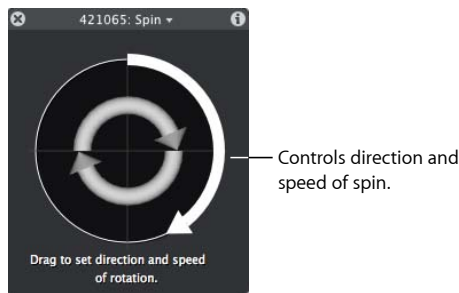 421065: Spin
Controls direction and
speed of spin.
Drag to set direction and speed
of rotation.